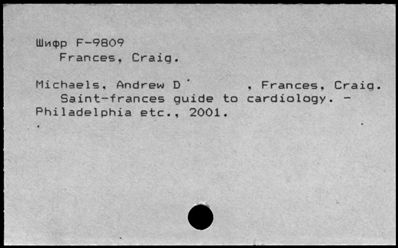 Шифр F-9809
Frances, Craig.
Michaels, Andrew D , Frances, Craig.
Saint-frances guide to cardiology. -
Philadelphia etc., 2001.